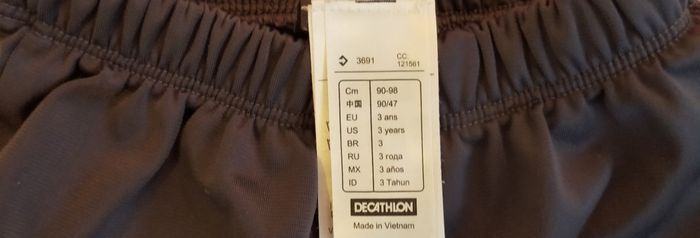 3691 CC. 121561
Cm 90-98
中国 90/47
EU 3 ans
US 3 years
BR 3
RU 3 года
MX 3 años
ID 3 Tahun
DECATHLON
Made in Vietnam